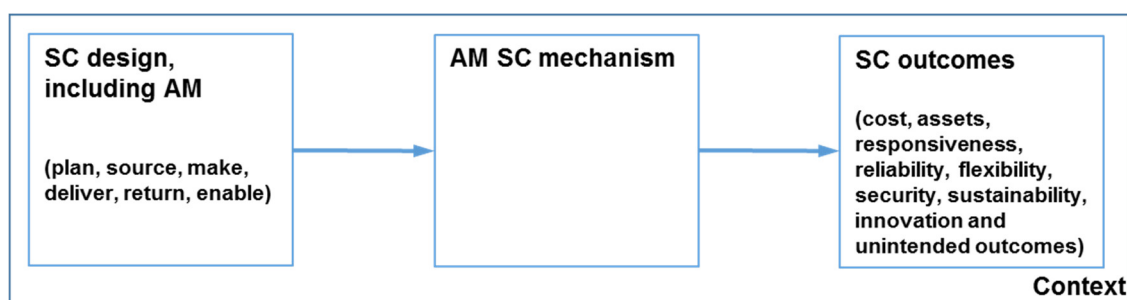 SC design,
including AM
(plan, source, make,
deliver, return, enable)
AM SC mechanism
SC outcomes
(cost, assets,
responsiveness,
reliability, flexibility,
security, sustainability,
innovation and
unintended outcomes)
Context